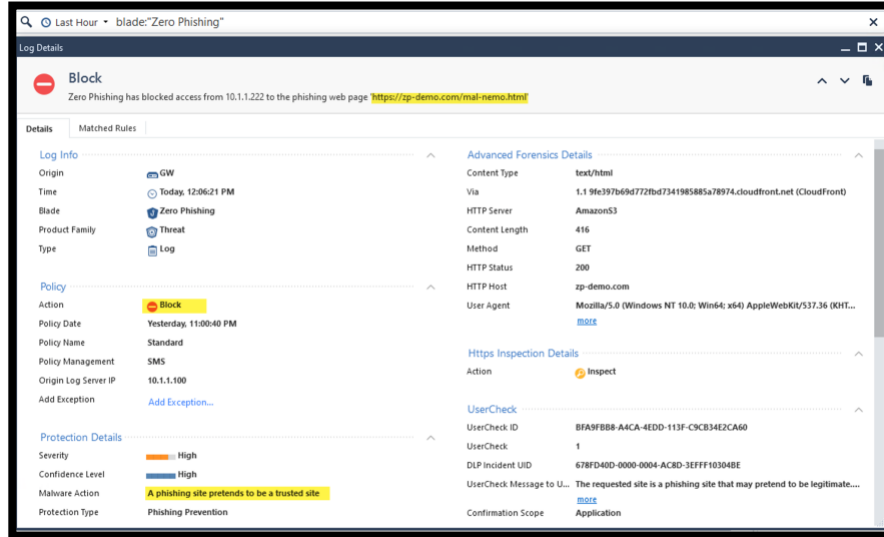 Last Hour blade:"Zero Phishing"
Log Details
Block
Zero Phishing has blocked access from 10.1.1.222 to the phishing web page 'https://zp-demo.com/mal-nemo.html'
Details Matched Rules
Log Info
Origin GW
Time Today, 12:06:21 PM
Blade Zero Phishing
Product Family Threat
Type Log
Policy
Action Block
Policy Date Yesterday, 11:00:40 PM
Policy Name Standard
Policy Management SMS
Origin Log Server IP 10.1.1.100
Add Exception Add Exception...
Protection Details
Severity High
Confidence Level High
Malware Action A phishing site pretends to be a trusted site
Protection Type Phishing Prevention
Advanced Forensics Details
Content Type text/html
Via 1.1 9fe397b69d772fbd7341985885a78974.cloudfront.net (CloudFront)
HTTP Server AmazonS3
Content Length 416
Method GET
HTTP Status 200
HTTP Host zp-demo.com
User Agent Mozilla/5.0 (Windows NT 10.0; Win64; x64) AppleWebKit/537.36 (KHT...
more
Https Inspection Details
Action Inspect
UserCheck
UserCheck ID BFA9FBB8-A4CA-4EDD-113F-C9CB34E2CA60
UserCheck 1
DLP Incident UID 678FD40D-0000-0004-AC8D-3EFFF10304BE
UserCheck Message to U... The requested site is a phishing site that may pretend to be legitimate....
more
Confirmation Scope Application